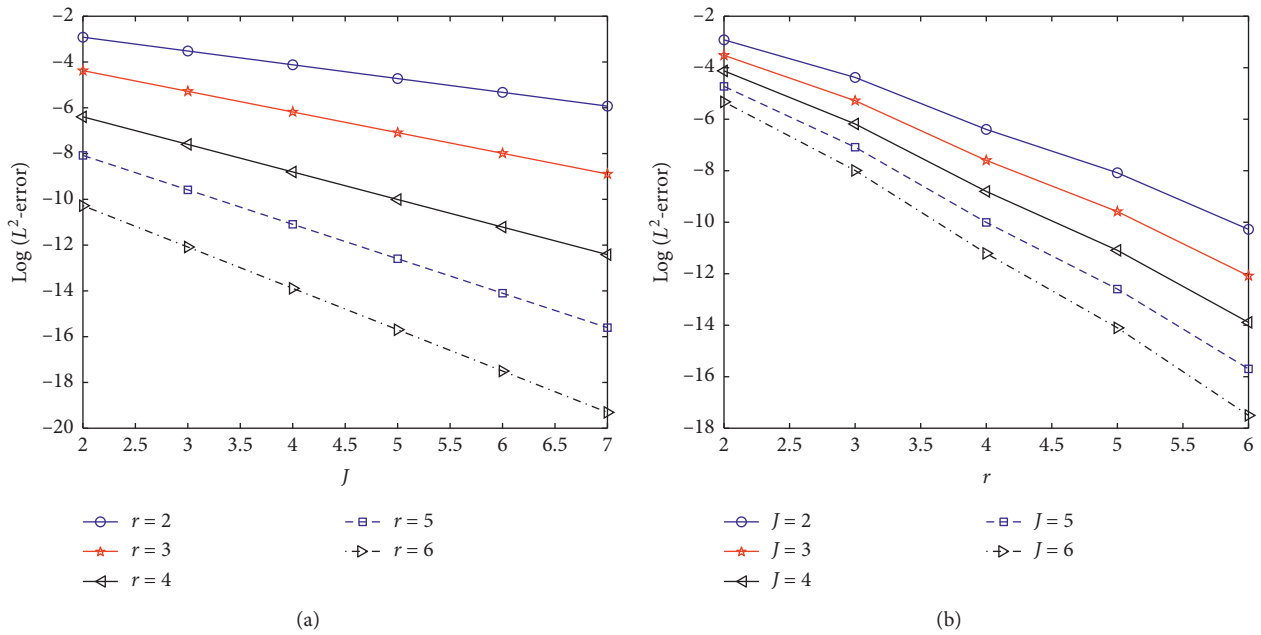 −2
−4
−6
−8
−10
−12
−14
−16
−18
−20
Log (L²-error)
2 2.5 3 3.5 4 4.5 5 5.5 6 6.5 7
J
r = 2
r = 3
r = 4
r = 5
r = 6
(a)
−2
−4
−6
−8
−10
−12
−14
−16
−18
Log (L²-error)
2 2.5 3 3.5 4 4.5 5 5.5 6
r
J = 2
J = 3
J = 4
J = 5
J = 6
(b)